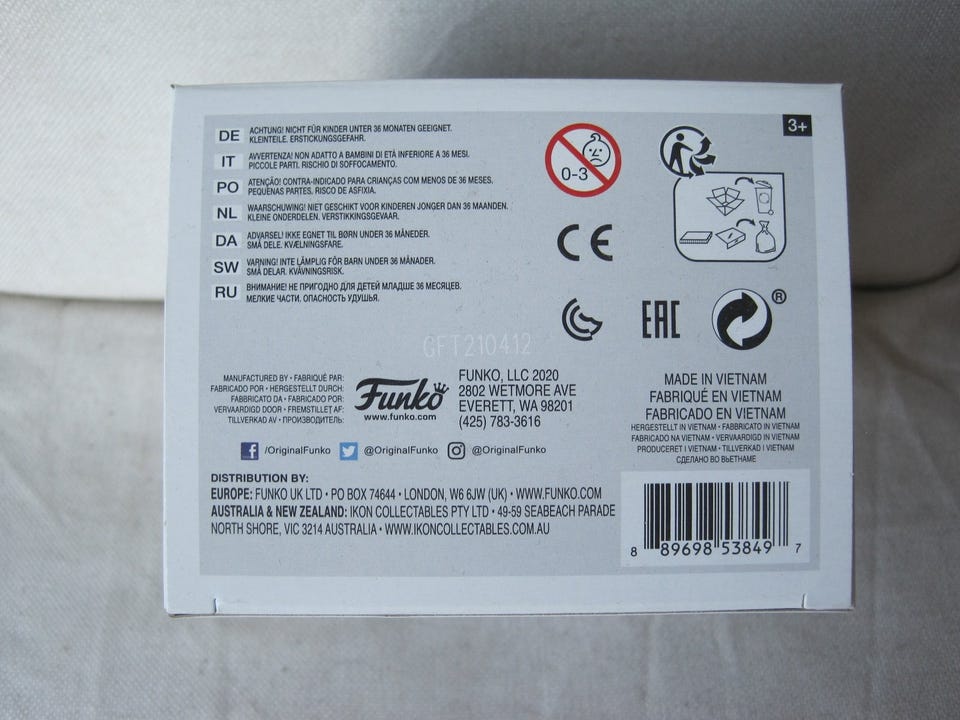 DE ACHTUNG! NICHT FÜR KINDER UNTER 36 MONATEN GEEIGNET.
KLEINTEILE. ERSTICKUNGSGEFAHR.
IT AVVERTENZA! NON ADATTO A BAMBINI DI ETÀ INFERIORE A 36 MESI.
PICCOLE PARTI. RISCHIO DI SOFFOCAMENTO.
PO ATENÇÃO! CONTRA-INDICADO PARA CRIANÇAS COM MENOS DE 36 MESES.
PEQUENAS PARTES. RISCO DE ASFIXIA.
NL WAARSCHUWING! NIET GESCHIKT VOOR KINDEREN JONGER DAN 36 MAANDEN.
KLEINE ONDERDELEN. VERSTIKKINGSGEVAAR.
DA ADVARSEL! IKKE EGNET TIL BØRN UNDER 36 MÅNEDER.
SMÅ DELE. KVÆLNINGSFARE.
SW VARNING! INTE LÄMPLIG FÖR BARN UNDER 36 MÅNADER.
SMÅ DELAR. KVÄVNINGSRISK.
RU ВНИМАНИЕ! НЕ ПРИГОДНО ДЛЯ ДЕТЕЙ МЛАДШЕ 36 МЕСЯЦЕВ.
МЕЛКИЕ ЧАСТИ. ОПАСНОСТЬ УДУШЬЯ.
0-3
3+
CE
EAC
®
GFT210412
MANUFACTURED BY • FABRIQUÉ PAR:
FABRICADO POR • HERGESTELLT DURCH:
FABBRICATO DA • FABRICADO POR:
VERVAARDIGD DOOR • FREMSTILLET AF:
TILLVERKAD AV • ПРОИЗВОДИТЕЛЬ:
Funko
www.funko.com
FUNKO, LLC 2020
2802 WETMORE AVE
EVERETT, WA 98201
(425) 783-3616
/OriginalFunko @OriginalFunko @OriginalFunko
MADE IN VIETNAM
FABRIQUÉ EN VIETNAM
FABRICADO EN VIETNAM
HERGESTELLT IN VIETNAM • FABBRICATO IN VIETNAM
FABRICADO NA VIETNAM • VERVAARDIGD IN VIETNAM
PRODUCERET I VIETNAM • TILLVERKAD I VIETNAM
СДЕЛАНО ВО ВЬЕТНАМЕ
DISTRIBUTION BY:
EUROPE: FUNKO UK LTD • PO BOX 74644 • LONDON, W6 6JW (UK) • WWW.FUNKO.COM
AUSTRALIA & NEW ZEALAND: IKON COLLECTABLES PTY LTD • 49-59 SEABEACH PARADE
NORTH SHORE, VIC 3214 AUSTRALIA • WWW.IKONCOLLECTABLES.COM.AU
8 89698 53849 7